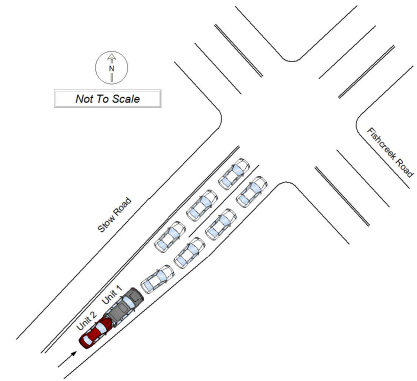 N
Not To Scale
Fishcreek Road
Stow Road
Unit 1
Unit 2